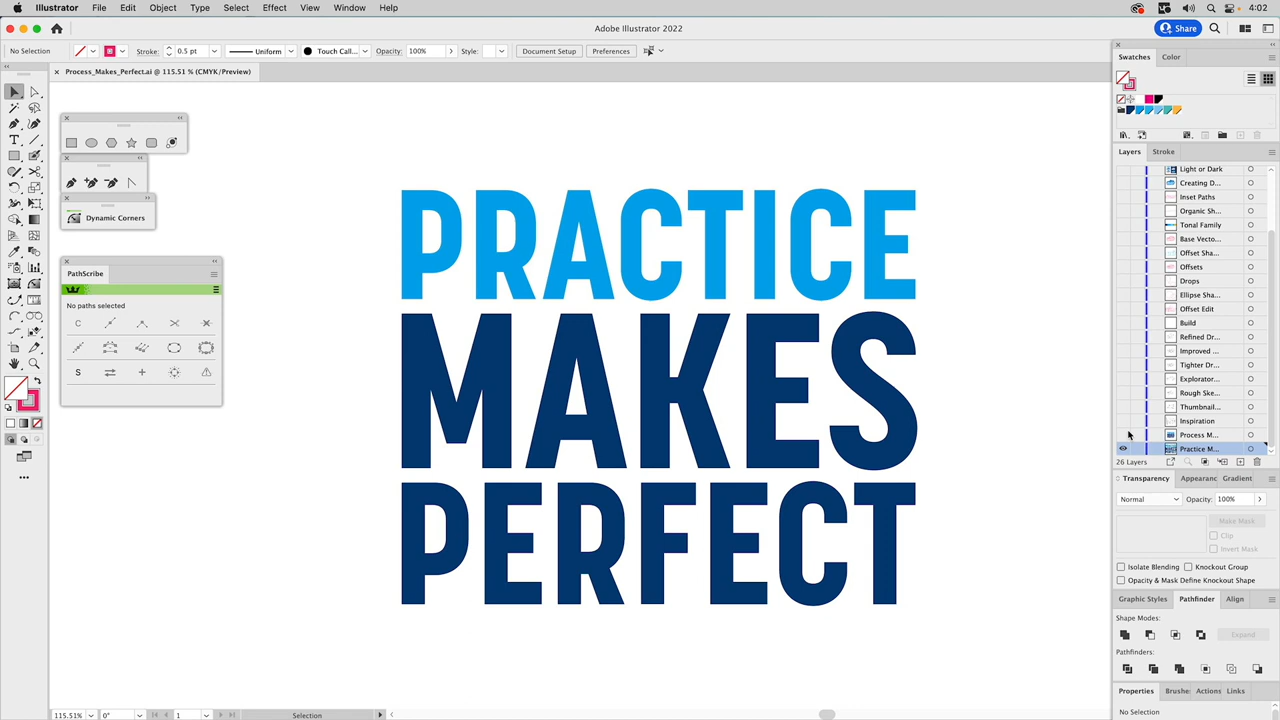 Illustrator File Edit Object Type Select Effect View Window Help 4:02
Adobe Illustrator 2022
Share
No Selection Stroke: 0.5 pt Uniform Touch Call... Opacity: 100% Style: Document Setup Preferences
Process_Makes_Perfect.ai @ 115.51 % (CMYK/Preview)
Dynamic Corners
PathScribe
No paths selected
PRACTICE
MAKES
PERFECT
Swatches Color
Layers Stroke
Light or Dark
Creating D...
Inset Paths
Organic Sh...
Tonal Family
Base Vecto...
Offset Sha...
Offsets
Drops
Ellipse Sha...
Offset Edit
Build
Refined Dr...
Improved ...
Tighter Dr...
Explorator...
Rough Ske...
Thumbnail...
Inspiration
Process M...
Practice M...
26 Layers
Transparency Appearanc Gradient
Normal Opacity: 100%
Make Mask
Clip
Invert Mask
Isolate Blending Knockout Group
Opacity & Mask Define Knockout Shape
Graphic Styles Pathfinder Align
Shape Modes:
Expand
Pathfinders:
Properties Brushe Actions Links
No Selection
115.51% 0° 1 Selection